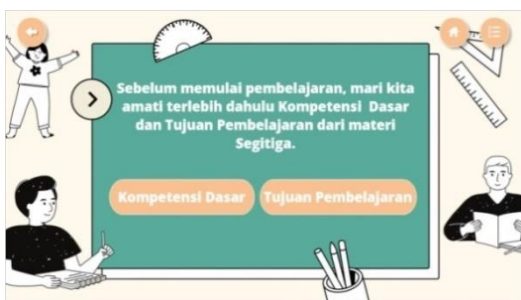 Sebelum memulai pembelajaran, mari kita
amati terlebih dahulu Kompetensi Dasar
dan Tujuan Pembelajaran dari materi
Segitiga.
Kompetensi Dasar
Tujuan Pembelajaran